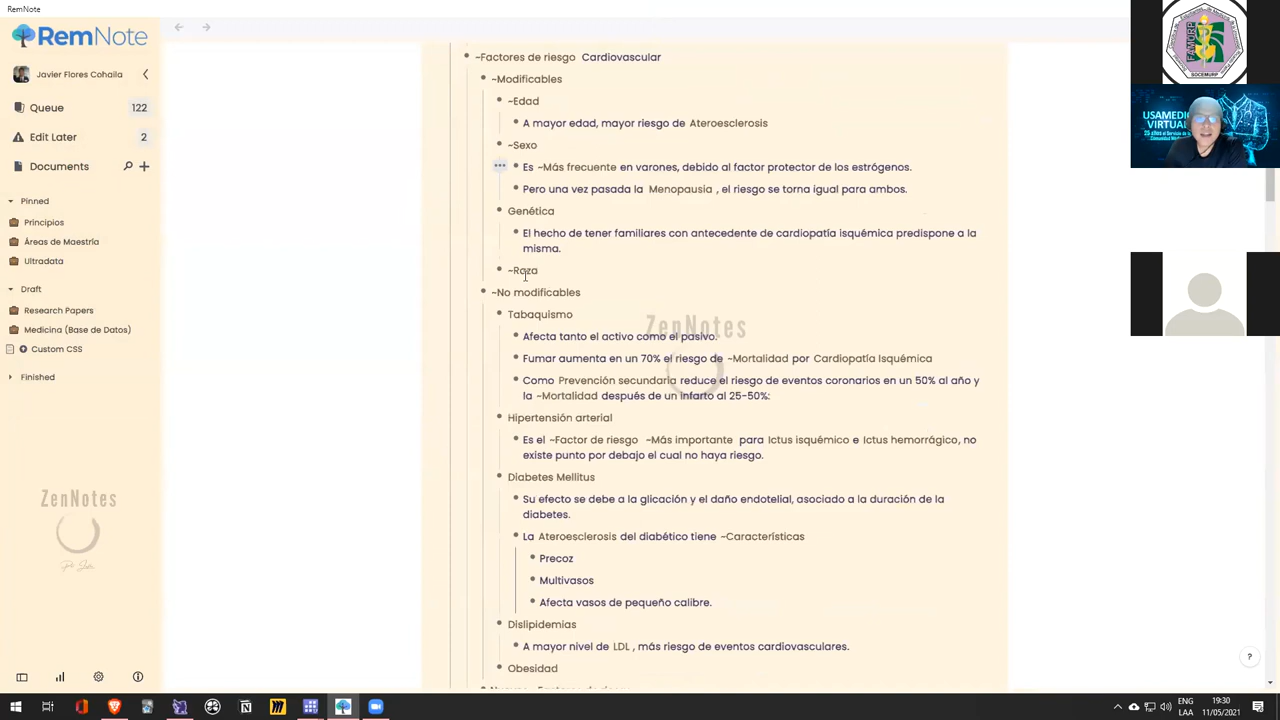 RemNote
RemNote
Javier Flores Cohaila
Queue 122
Edit Later 2
Documents
Pinned
Principios
Áreas de Maestría
Ultradata
Draft
Research Papers
Medicina (Base de Datos)
Custom CSS
Finished
ZenNotes
~Factores de riesgo Cardiovascular
~Modificables
~Edad
A mayor edad, mayor riesgo de Ateroesclerosis
~Sexo
Es ~Más frecuente en varones, debido al factor protector de los estrógenos.
Pero una vez pasada la Menopausia , el riesgo se torna igual para ambos.
Genética
El hecho de tener familiares con antecedente de cardiopatía isquémica predispone a la
misma.
~Raza
~No modificables
Tabaquismo
ZenNotes
Afecta tanto el activo como el pasivo.
Fumar aumenta en un 70% el riesgo de ~Mortalidad por Cardiopatía Isquémica
Como Prevención secundaria reduce el riesgo de eventos coronarios en un 50% al año y
la ~Mortalidad después de un infarto al 25-50%:
Hipertensión arterial
Es el ~Factor de riesgo ~Más importante para Ictus isquémico e Ictus hemorrágico, no
existe punto por debajo el cual no haya riesgo.
Diabetes Mellitus
Su efecto se debe a la glicación y el daño endotelial, asociado a la duración de la
diabetes.
La Ateroesclerosis del diabético tiene ~Características
Precoz
Multivasos
Afecta vasos de pequeño calibre.
Dislipidemias
A mayor nivel de LDL , más riesgo de eventos cardiovasculares.
Obesidad
FAMURP
SOCEMURP
USAMEDIC
VIRTUAL
?
ENG
LAA
19:30
11/05/2021